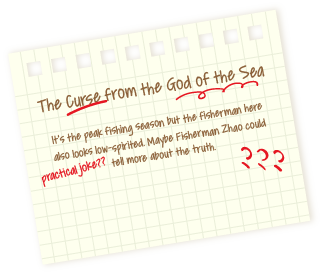 The Curse from the God of the Sea
It's the peak fishing season but the fisherman here
also looks low-spirited. Maybe Fisherman Zhao could
practical joke?? tell more about the truth.
???